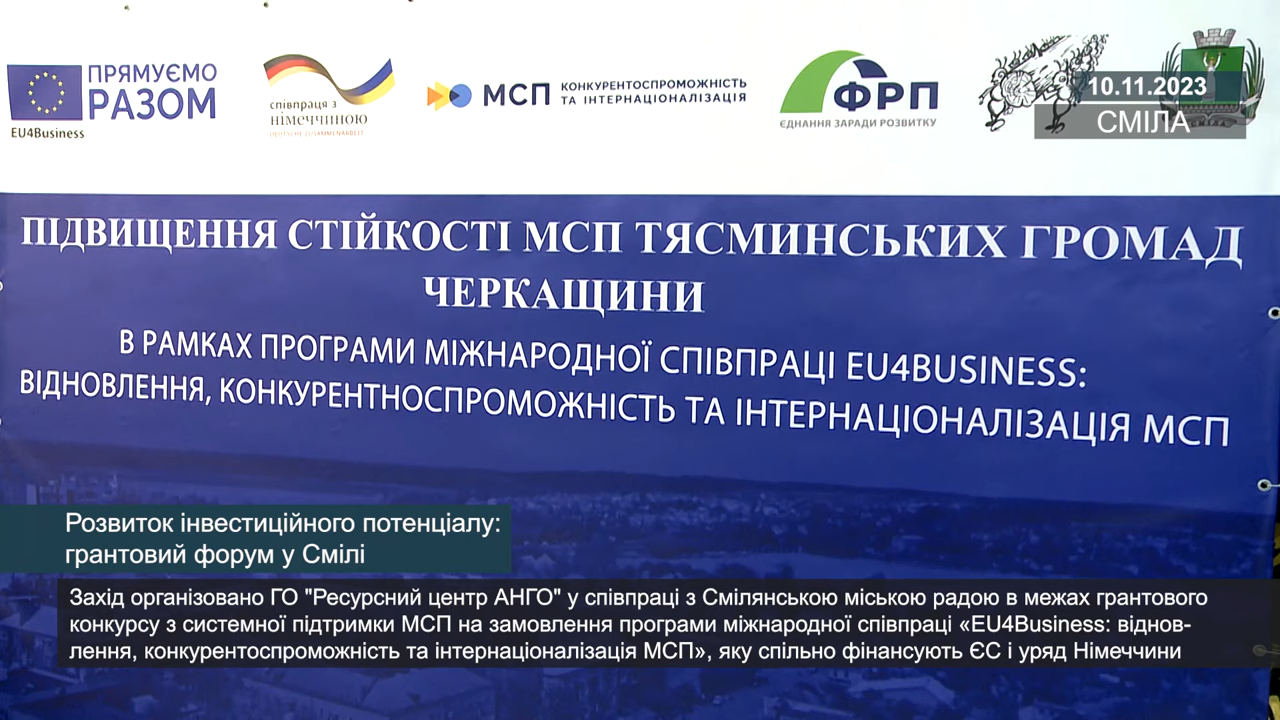 ПРЯМУЄМО
РАЗОМ
EU4Business
співпраця з
німеччиною
DEUTSCHE ZUSAMMENARBEIT
МСП
КОНКУРЕНТОСПРОМОЖНІСТЬ
ТА ІНТЕРНАЦІОНАЛІЗАЦІЯ
ФРП
ЄДНАННЯ ЗАРАДИ РОЗВИТКУ
10.11.2023
СМІЛА
ПІДВИЩЕННЯ СТІЙКОСТІ МСП ТЯСМИНСЬКИХ ГРОМАД
ЧЕРКАЩИНИ
В РАМКАХ ПРОГРАМИ МІЖНАРОДНОЇ СПІВПРАЦІ EU4BUSINESS:
ВІДНОВЛЕННЯ, КОНКУРЕНТНОСПРОМОЖНІСТЬ ТА ІНТЕРНАЦІОНАЛІЗАЦІЯ МСП
Розвиток інвестиційного потенціалу:
грантовий форум у Смілі
Захід організовано ГО "Ресурсний центр АНГО" у співпраці з Смілянською міською радою в межах грантового
конкурсу з системної підтримки МСП на замовлення програми міжнародної співпраці «EU4Business: віднов-
лення, конкурентоспроможність та інтернаціоналізація МСП», яку спільно фінансують ЄС і уряд Німеччини